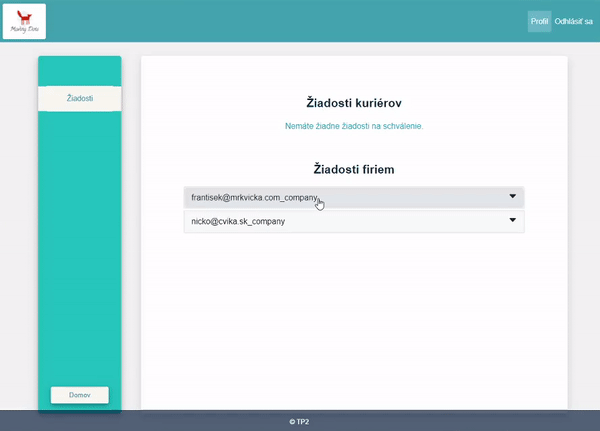 Profil Odhlásiť sa
Žiadosti
Žiadosti kuriérov
Nemáte žiadne žiadosti na schválenie.
Žiadosti firiem
frantisek@mrkvicka.com_company
nicko@cvika.sk_company
Domov
© TP2